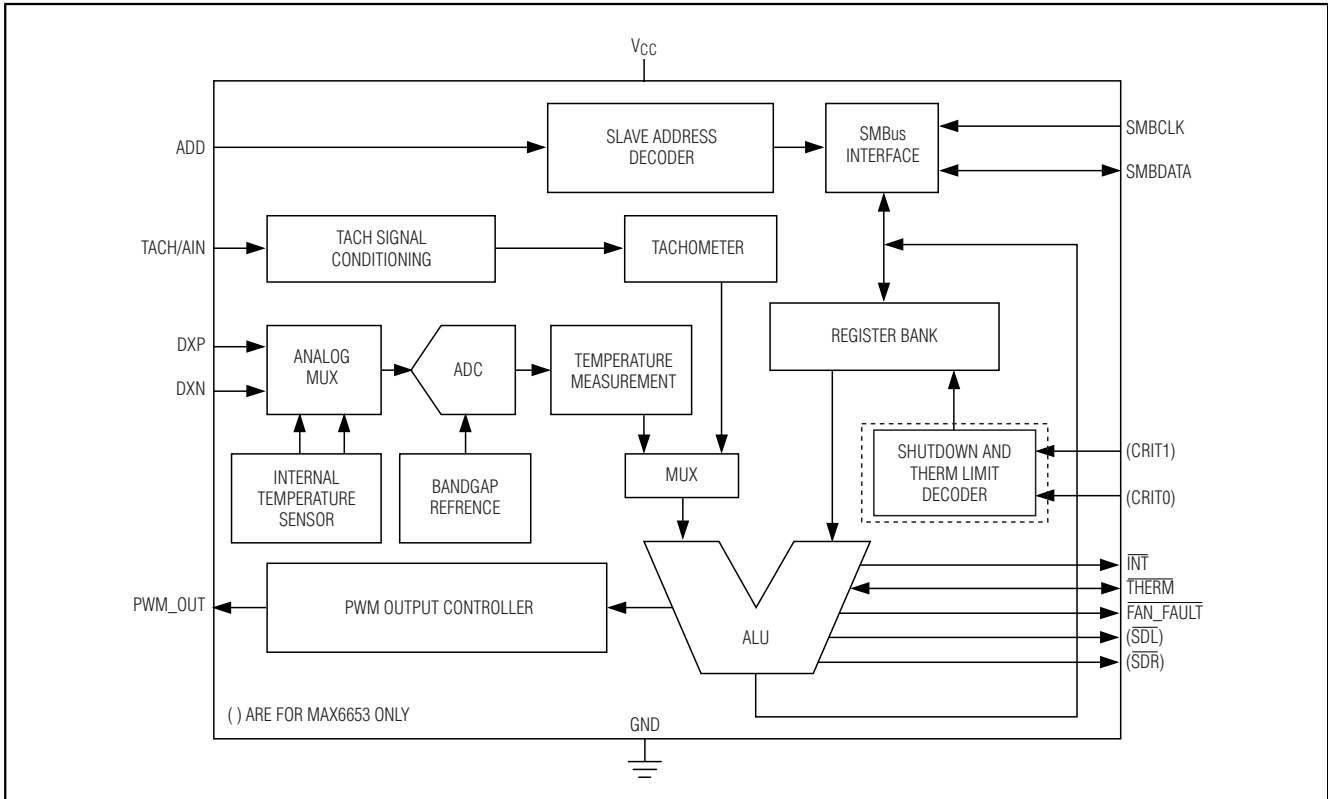 VCC
ADD
SLAVE ADDRESS
DECODER
SMBus
INTERFACE
SMBCLK
SMBDATA
TACH/AIN
TACH SIGNAL
CONDITIONING
TACHOMETER
REGISTER BANK
DXP
DXN
ANALOG
MUX
ADC
TEMPERATURE
MEASUREMENT
INTERNAL
TEMPERATURE
SENSOR
BANDGAP
REFRENCE
MUX
SHUTDOWN AND
THERM LIMIT
DECODER
(CRIT1)
(CRIT0)
PWM_OUT
PWM OUTPUT CONTROLLER
ALU
INT
THERM
FAN_FAULT
(SDL)
(SDR)
( ) ARE FOR MAX6653 ONLY
GND